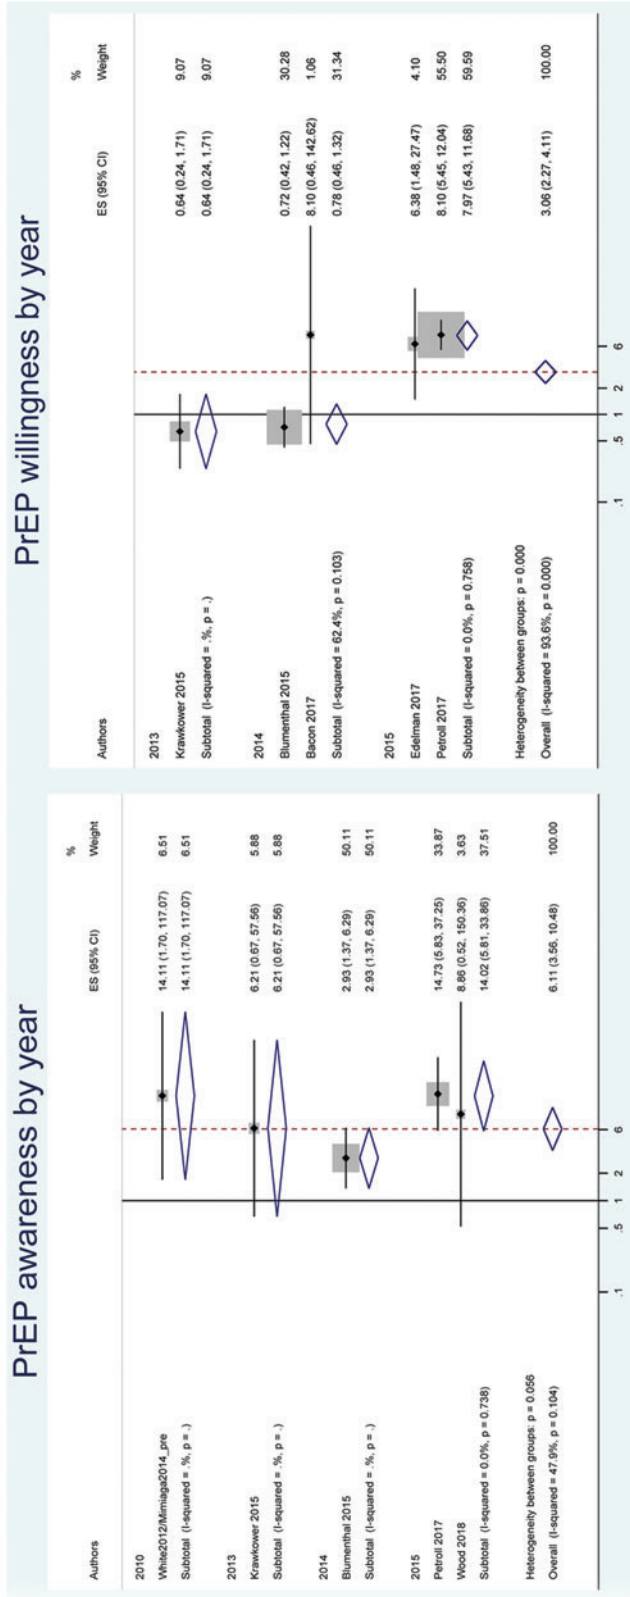 PrEP awareness by year
% 
Authors ES (95% CI) Weight
2010
White2012/Mimiaga2014_pre 14.11 (1.70, 117.07) 6.51
Subtotal (I-squared = .%, p = .) 14.11 (1.70, 117.07) 6.51
2013
Krawkower 2015 6.21 (0.67, 57.56) 5.88
Subtotal (I-squared = .%, p = .) 6.21 (0.67, 57.56) 5.88
2014
Blumenthal 2015 2.93 (1.37, 6.29) 50.11
Subtotal (I-squared = .%, p = .) 2.93 (1.37, 6.29) 50.11
2015
Petroll 2017 14.73 (5.83, 37.25) 33.87
Wood 2018 8.86 (0.52, 150.36) 3.63
Subtotal (I-squared = 0.0%, p = 0.738) 14.02 (5.81, 33.86) 37.51
Heterogeneity between groups: p = 0.056
Overall (I-squared = 47.9%, p = 0.104) 6.11 (3.56, 10.48) 100.00
.1 .5 1 2 6
PrEP willingness by year
%
Authors ES (95% CI) Weight
2013
Krawkower 2015 0.64 (0.24, 1.71) 9.07
Subtotal (I-squared = .%, p = .) 0.64 (0.24, 1.71) 9.07
2014
Blumenthal 2015 0.72 (0.42, 1.22) 30.28
Bacon 2017 8.10 (0.46, 142.62) 1.06
Subtotal (I-squared = 62.4%, p = 0.103) 0.78 (0.46, 1.32) 31.34
2015
Edelman 2017 6.38 (1.48, 27.47) 4.10
Petroll 2017 8.10 (5.45, 12.04) 55.50
Subtotal (I-squared = 0.0%, p = 0.758) 7.97 (5.43, 11.68) 59.59
Heterogeneity between groups: p = 0.000
Overall (I-squared = 93.6%, p = 0.000) 3.06 (2.27, 4.11) 100.00
.1 .5 1 2 6